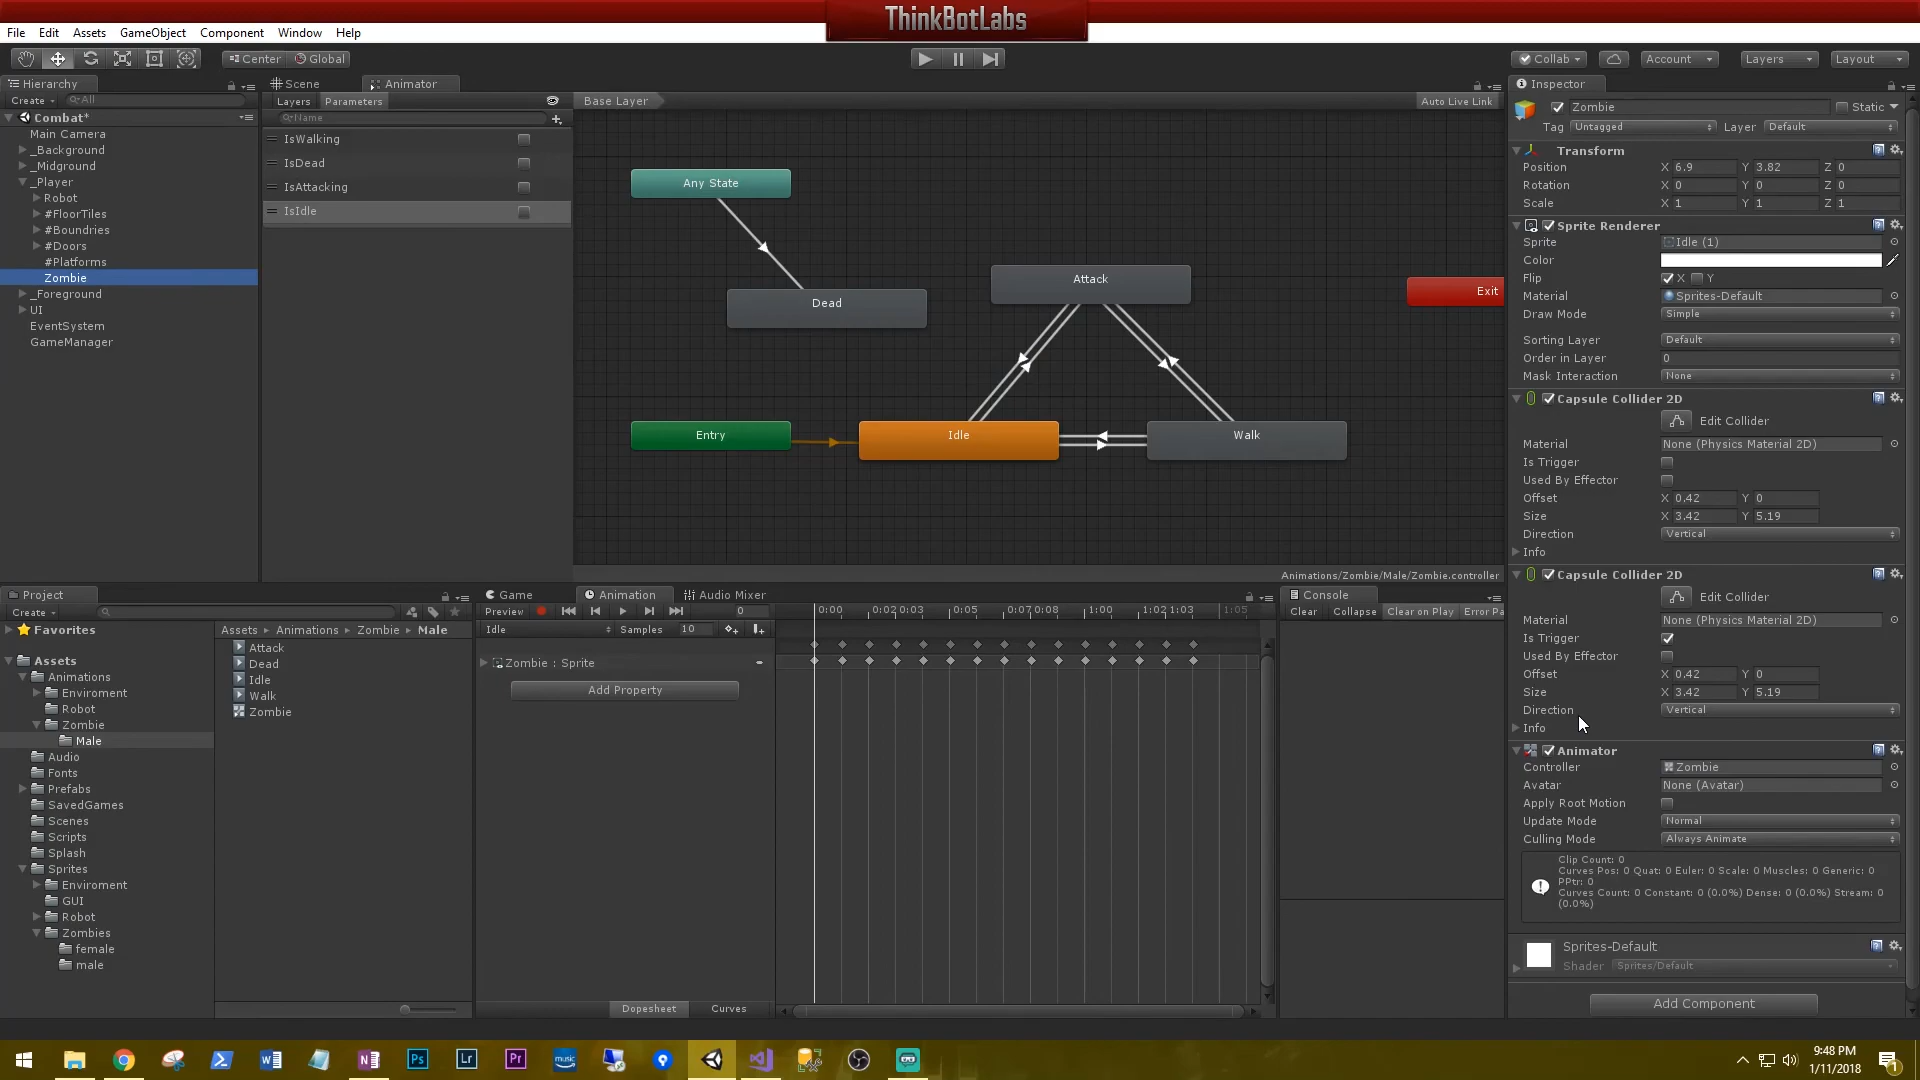 ThinkBotLabs
File Edit Assets GameObject Component Window Help
Center Global
Collab Account Layers Layout
Hierarchy
Create All
Combat*
Main Camera
_Background
_Midground
_Player
Robot
#FloorTiles
#Boundries
#Doors
#Platforms
Zombie
_Foreground
UI
EventSystem
GameManager
Scene Animator
Layers Parameters
Name
IsWalking
IsDead
IsAttacking
IsIdle
Base Layer
Auto Live Link
Any State
Dead
Attack
Exit
Entry
Idle
Walk
Animations/Zombie/Male/Zombie.controller
Inspector
Zombie Static
Tag Untagged Layer Default
Transform
Position X 6.9 Y 3.82 Z 0
Rotation X 0 Y 0 Z 0
Scale X 1 Y 1 Z 1
Sprite Renderer
Sprite Idle (1)
Color
Flip X Y
Material Sprites-Default
Draw Mode Simple
Sorting Layer Default
Order in Layer 0
Mask Interaction None
Capsule Collider 2D
Edit Collider
Material None (Physics Material 2D)
Is Trigger
Used By Effector
Offset X 0.42 Y 0
Size X 3.42 Y 5.19
Direction Vertical
Info
Capsule Collider 2D
Edit Collider
Material None (Physics Material 2D)
Is Trigger
Used By Effector
Offset X 0.42 Y 0
Size X 3.42 Y 5.19
Direction Vertical
Info
Animator
Controller Zombie
Avatar None (Avatar)
Apply Root Motion
Update Mode Normal
Culling Mode Always Animate
Clip Count: 0
Curves Pos: 0 Quat: 0 Euler: 0 Scale: 0 Muscles: 0 Generic: 0
PPtr: 0
Curves Count: 0 Constant: 0 (0.0%) Dense: 0 (0.0%) Stream: 0
(0.0%)
Sprites-Default
Shader Sprites/Default
Add Component
Project
Create
Favorites
Assets
Animations
Enviroment
Robot
Zombie
Male
Audio
Fonts
Prefabs
SavedGames
Scenes
Scripts
Splash
Sprites
Enviroment
GUI
Robot
Zombies
female
male
Assets Animations Zombie Male
Attack
Dead
Idle
Walk
Zombie
Game Animation Audio Mixer
Preview 0
Idle Samples 10
0:00 0:02 0:03 0:05 0:07 0:08 1:00 1:02 1:03 1:05
Zombie : Sprite
Add Property
Dopesheet Curves
Console
Clear Collapse Clear on Play Error Pa
Ps Lr Pr music
9:48 PM
1/11/2018
1